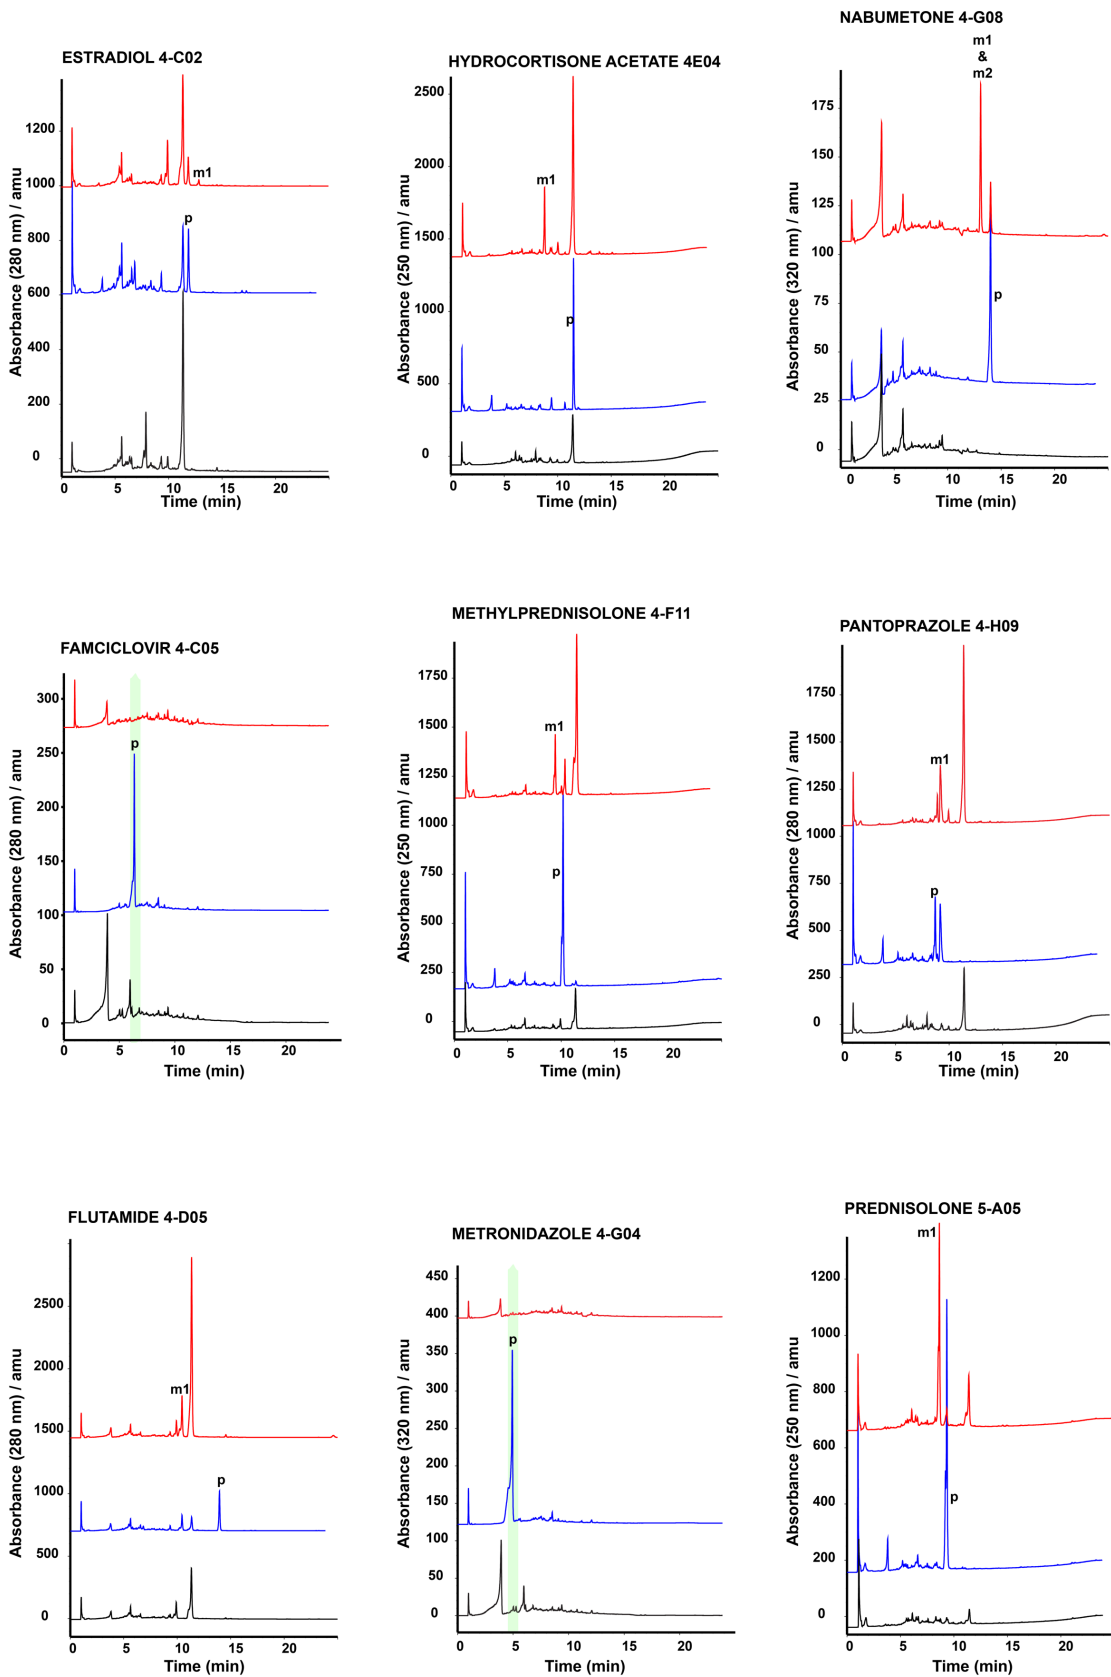 ESTRADIOL 4-C02
Absorbance (280 nm) / amu
1200
1000
800
600
400
200
0
m1
p
0 5 10 15 20
Time (min)
HYDROCORTISONE ACETATE 4E04
Absorbance (250 nm) / amu
2500
2000
1500
1000
500
0
m1
p
0 5 10 15 20
Time (min)
NABUMETONE 4-G08
m1
&
m2
Absorbance (320 nm) / amu
175
150
125
100
75
50
25
0
p
0 5 10 15 20
Time (min)
FAMCICLOVIR 4-C05
Absorbance (280 nm) / amu
300
250
200
150
100
50
0
p
0 5 10 15 20
Time (min)
METHYLPREDNISOLONE 4-F11
Absorbance (250 nm) / amu
1750
1500
1250
1000
750
500
250
0
m1
p
0 5 10 15 20
Time (min)
PANTOPRAZOLE 4-H09
Absorbance (280 nm) / amu
1750
1500
1250
1000
750
500
250
0
m1
p
0 5 10 15 20
Time (min)
FLUTAMIDE 4-D05
Absorbance (280 nm) / amu
2500
2000
1500
1000
500
0
m1
p
0 5 10 15 20
Time (min)
METRONIDAZOLE 4-G04
Absorbance (320 nm) / amu
450
400
350
300
250
200
150
100
50
0
p
0 5 10 15 20
Time (min)
PREDNISOLONE 5-A05
m1
Absorbance (250 nm) / amu
1200
1000
800
600
400
200
0
p
0 5 10 15 20
Time (min)